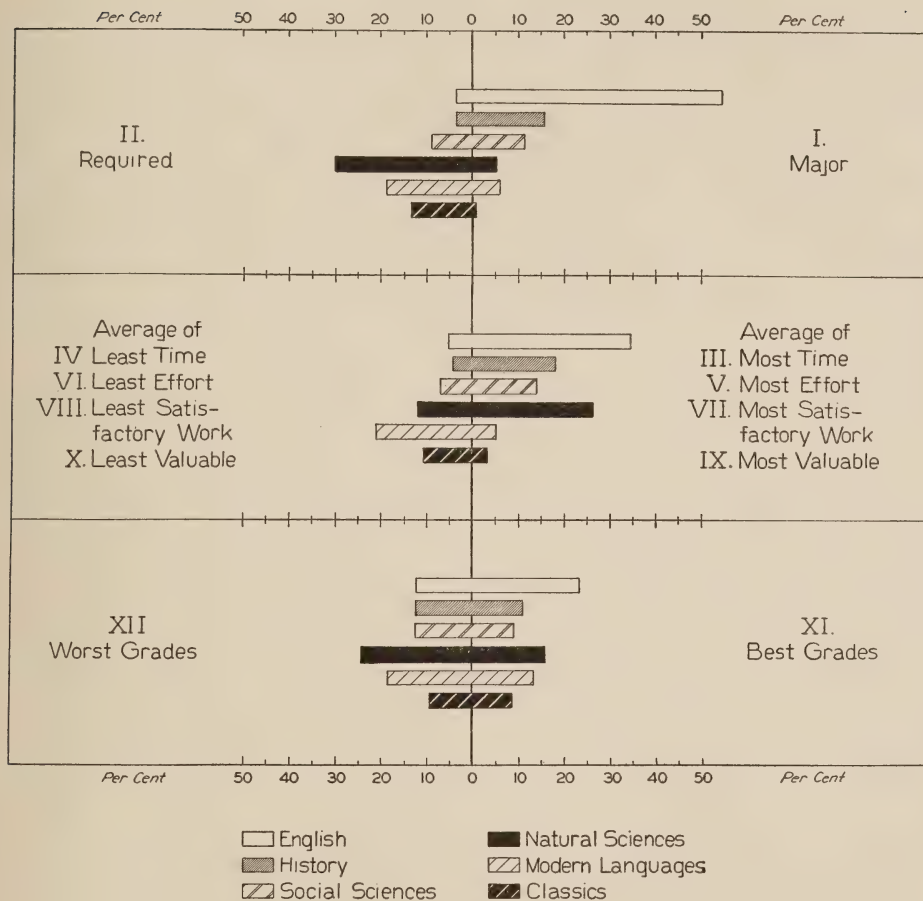 Per Cent 50 40 30 20 10 0 10 20 30 40 50 Per Cent
II.
Required
I.
Major
Average of
IV Least Time
VI. Least Effort
VIII. Least Satis-
factory Work
X. Least Valuable
Average of
III. Most Time
V. Most Effort
VII. Most Satis-
factory Work
IX. Most Valuable
XII
Worst Grades
XI.
Best Grades
Per Cent 50 40 30 20 10 0 10 20 30 40 50 Per Cent
English
History
Social Sciences
Natural Sciences
Modern Languages
Classics